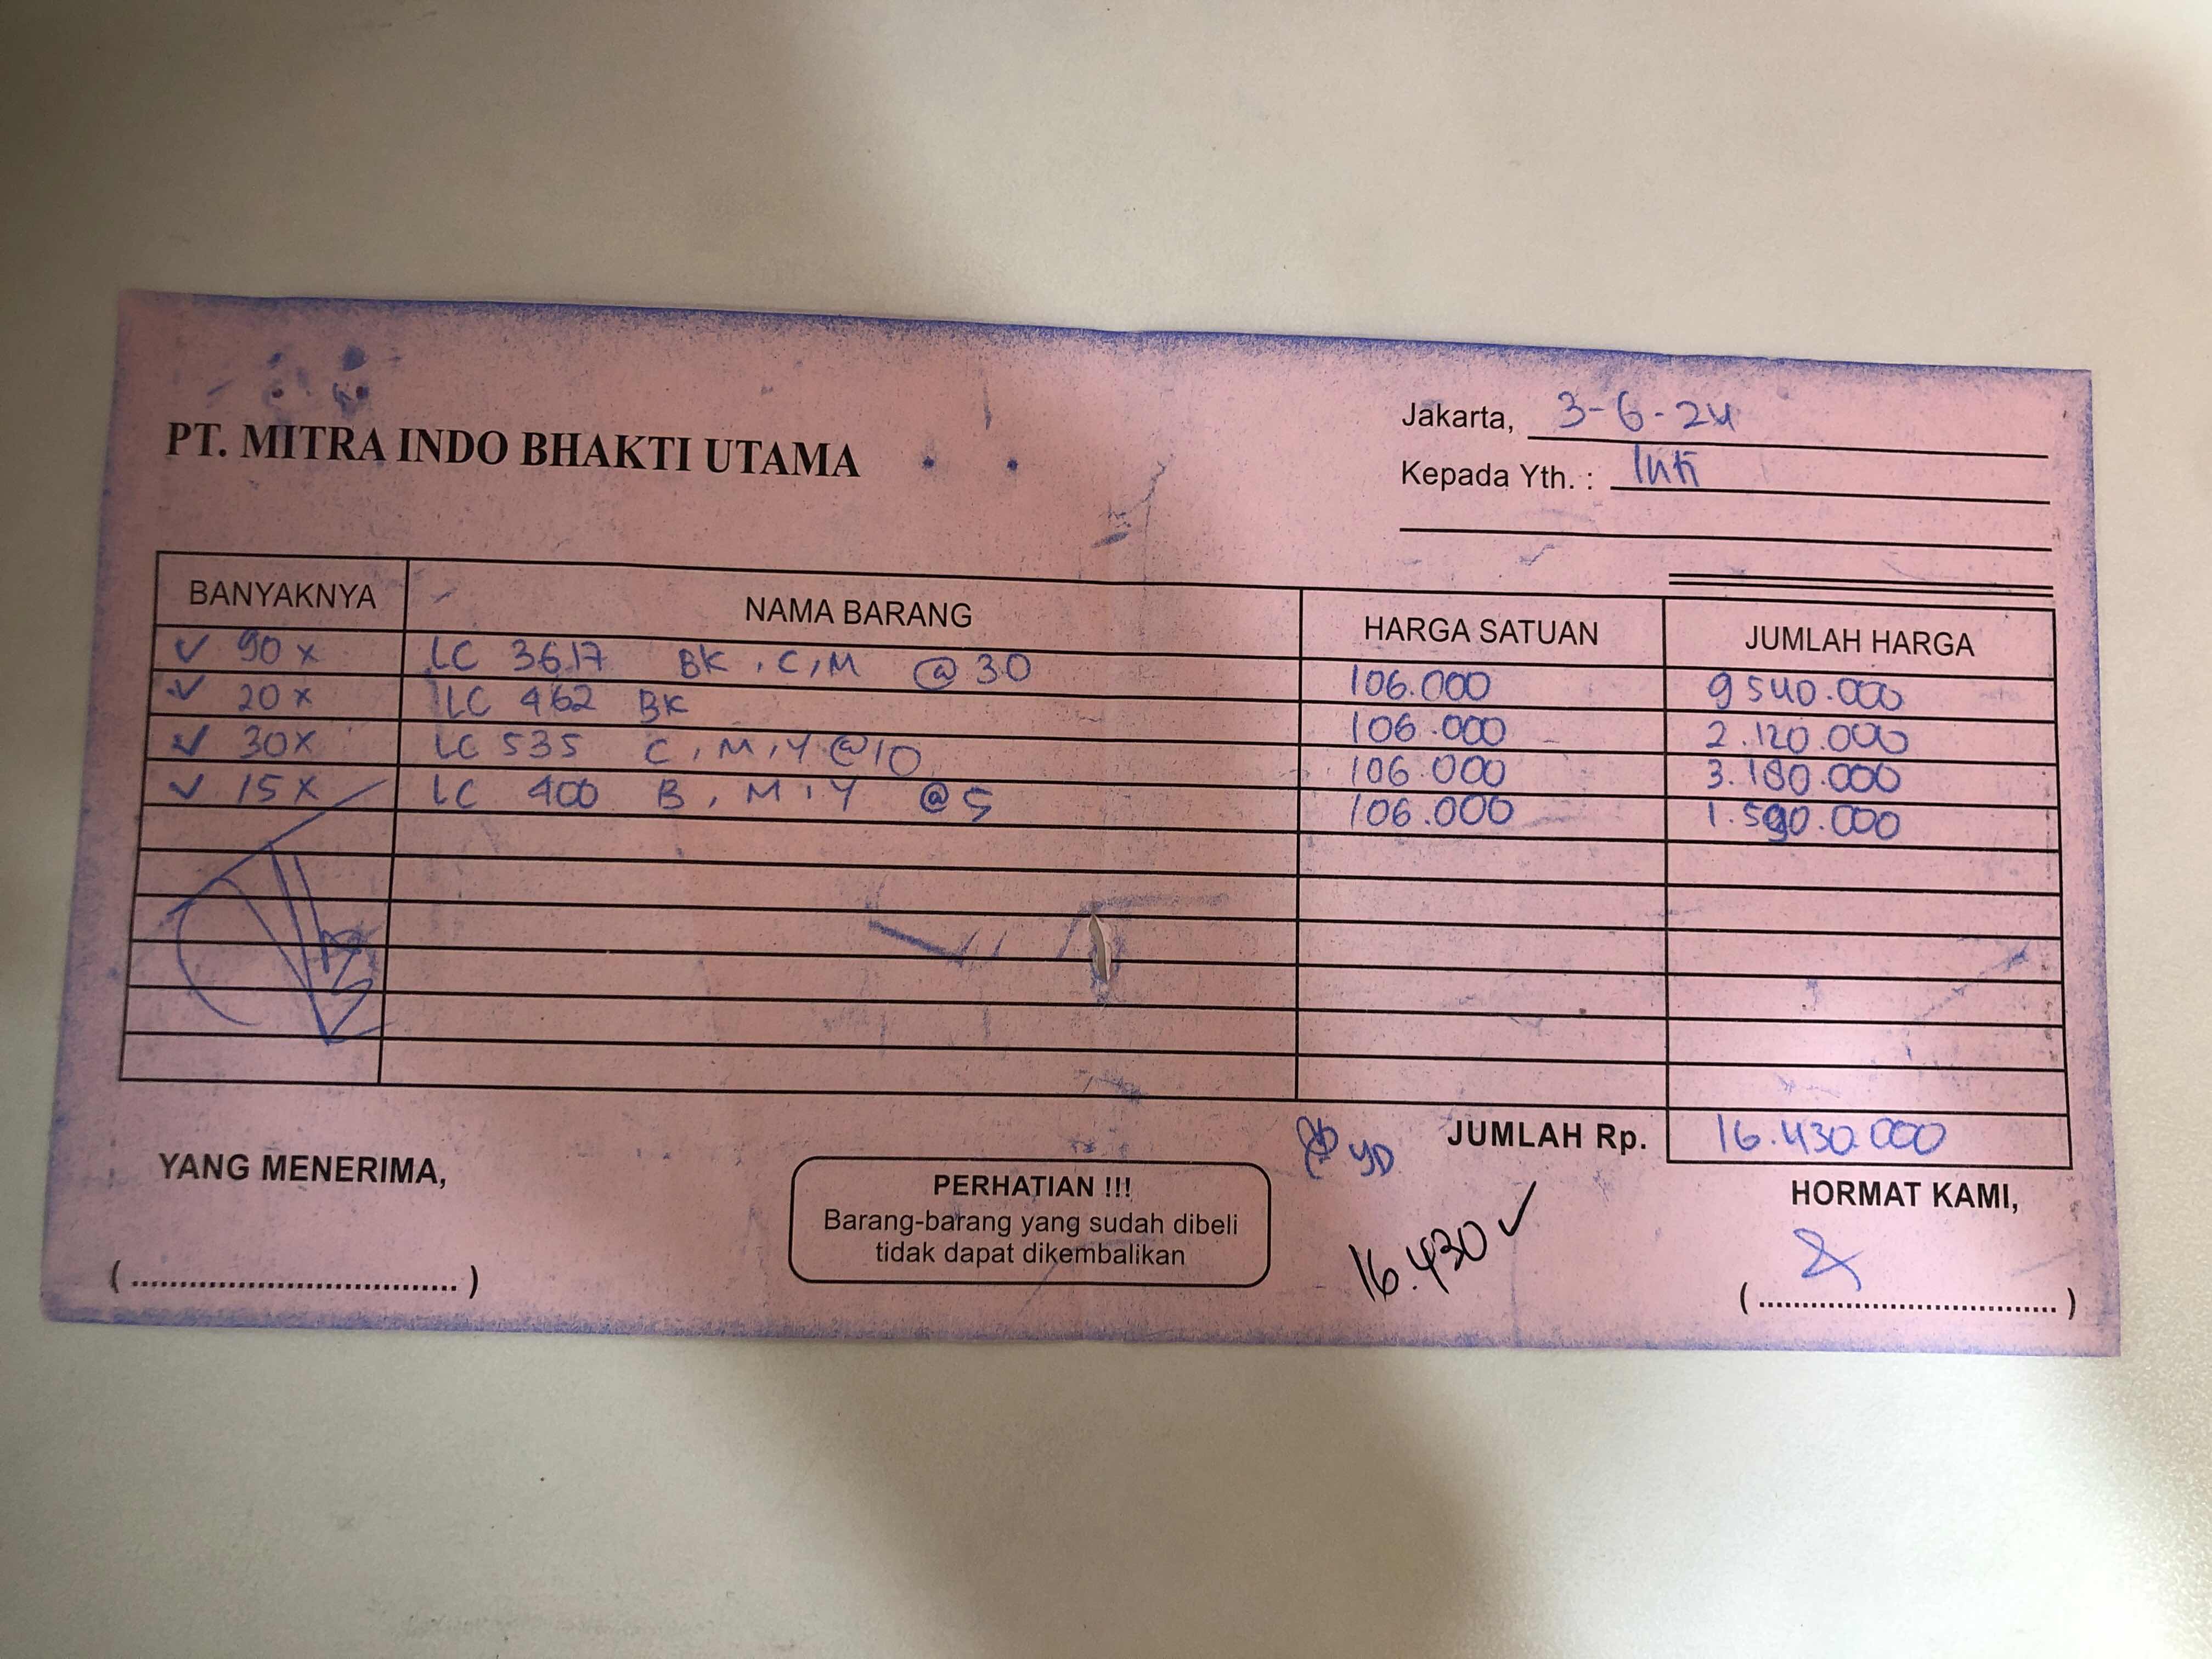 PT. MITRA INDO BHAKTI UTAMA
Jakarta, 3-6-24
Kepada Yth. : Inti
BANYAKNYA NAMA BARANG HARGA SATUAN JUMLAH HARGA
✓ 90 x LC 3617 BK, C, M @ 30 106.000 9 540.000
✓ 20 x LC 462 BK 106.000 2.120.000
✓ 30x LC 535 C, M, Y @10 106.000 3.180.000
✓ 15 x LC 400 B, M, Y @ 5 106.000 1.590.000
JUMLAH Rp. 16.430.000
YANG MENERIMA,
(..................................)
PERHATIAN !!!
Barang-barang yang sudah dibeli
tidak dapat dikembalikan
16.430 ✓
HORMAT KAMI,
(..................................)